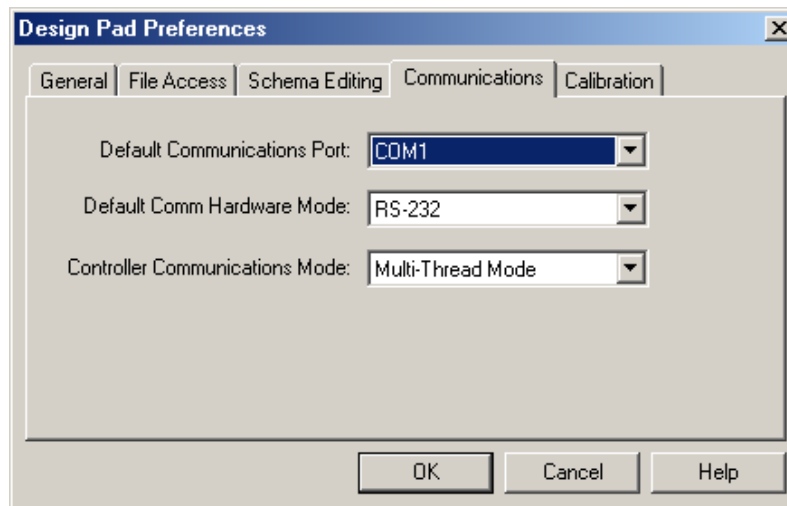 Design Pad Preferences
General File Access Schema Editing Communications Calibration
Default Communications Port: COM1
Default Comm Hardware Mode: RS-232
Controller Communications Mode: Multi-Thread Mode
OK Cancel Help